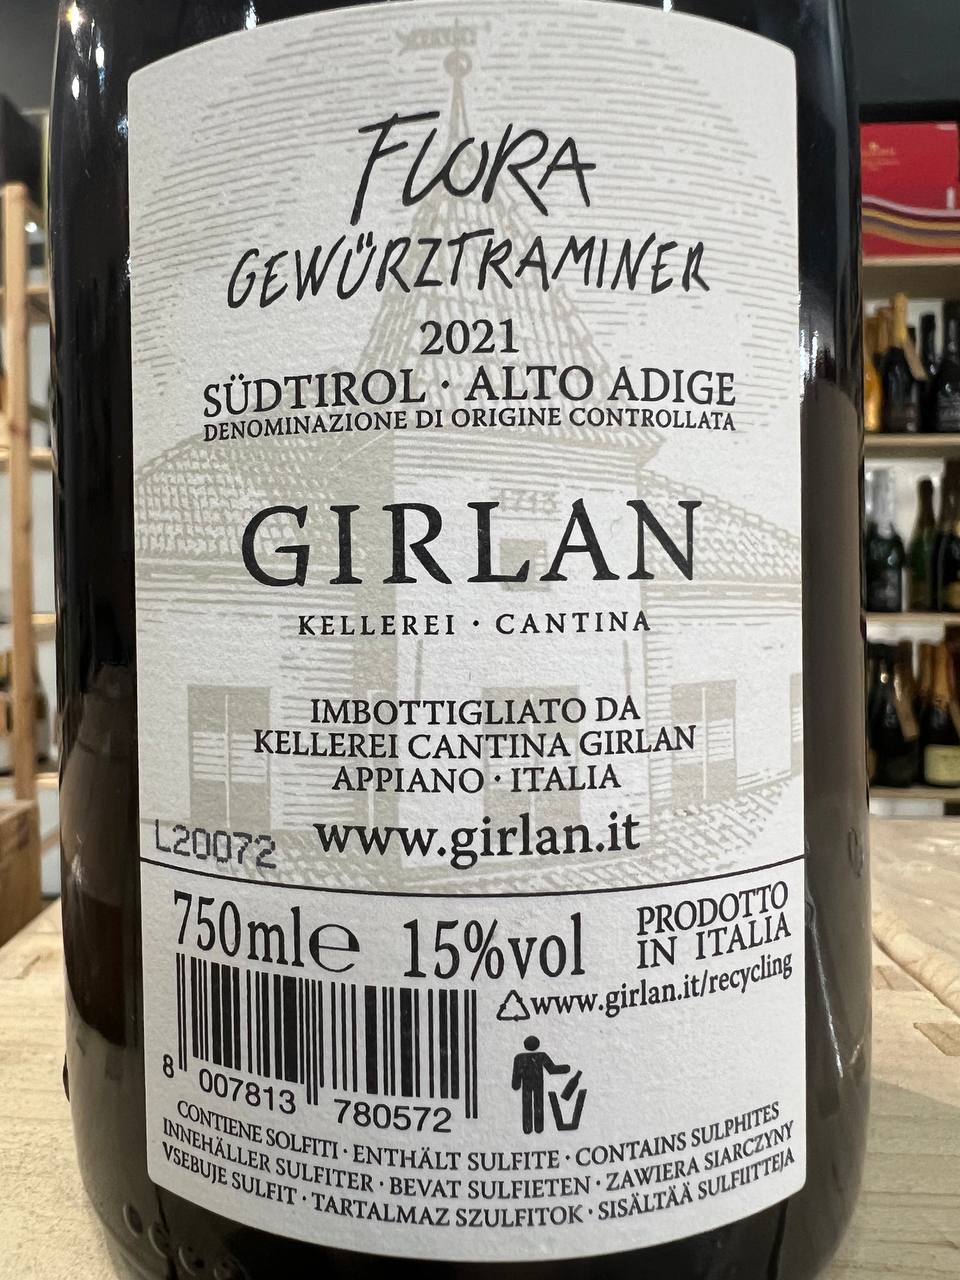 FLORA
GEWÜRZTRAMINER
2021
SÜDTIROL · ALTO ADIGE
DENOMINAZIONE DI ORIGINE CONTROLLATA
GIRLAN
KELLEREI · CANTINA
IMBOTTIGLIATO DA
KELLEREI CANTINA GIRLAN
APPIANO · ITALIA
L20072 www.girlan.it
750ml℮ 15%vol
PRODOTTO
IN ITALIA
www.girlan.it/recycling
8 007813 780572
CONTIENE SOLFITI · ENTHÄLT SULFITE · CONTAINS SULPHITES
INNEHÅLLER SULFITER · BEVAT SULFIETEN · ZAWIERA SIARCZYNY
VSEBUJE SULFIT · TARTALMAZ SZULFITOK · SISÄLTÄÄ SULFIITTEJA